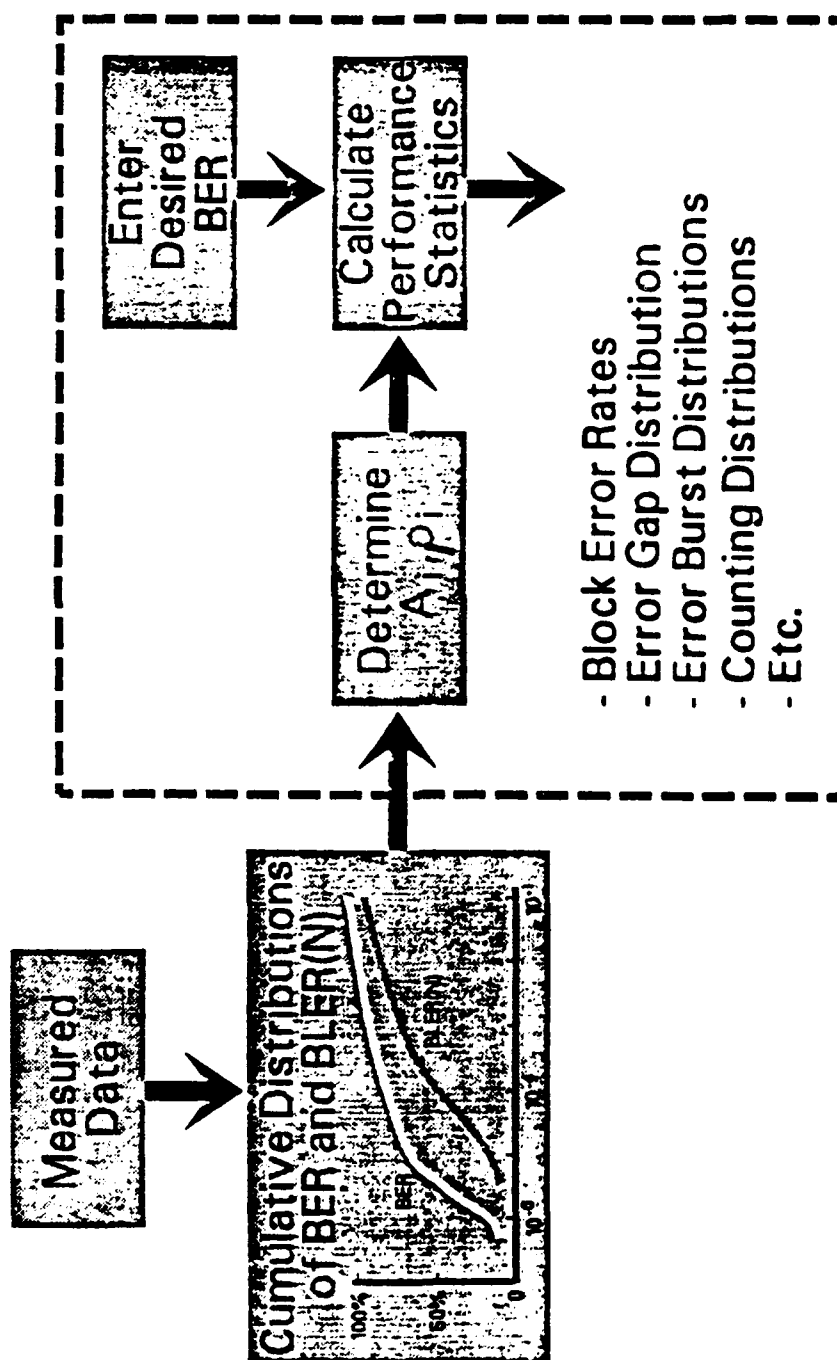 Measured
Data
Cumulative Distributions
of BER and BLER(N)
100%
50%
0
BER
BLER(N)
Determine
Enter
Desired
BER
Calculate
Performance
Statistics
- Block Error Rates
- Error Gap Distribution
- Error Burst Distributions
- Counting Distributions
- Etc.